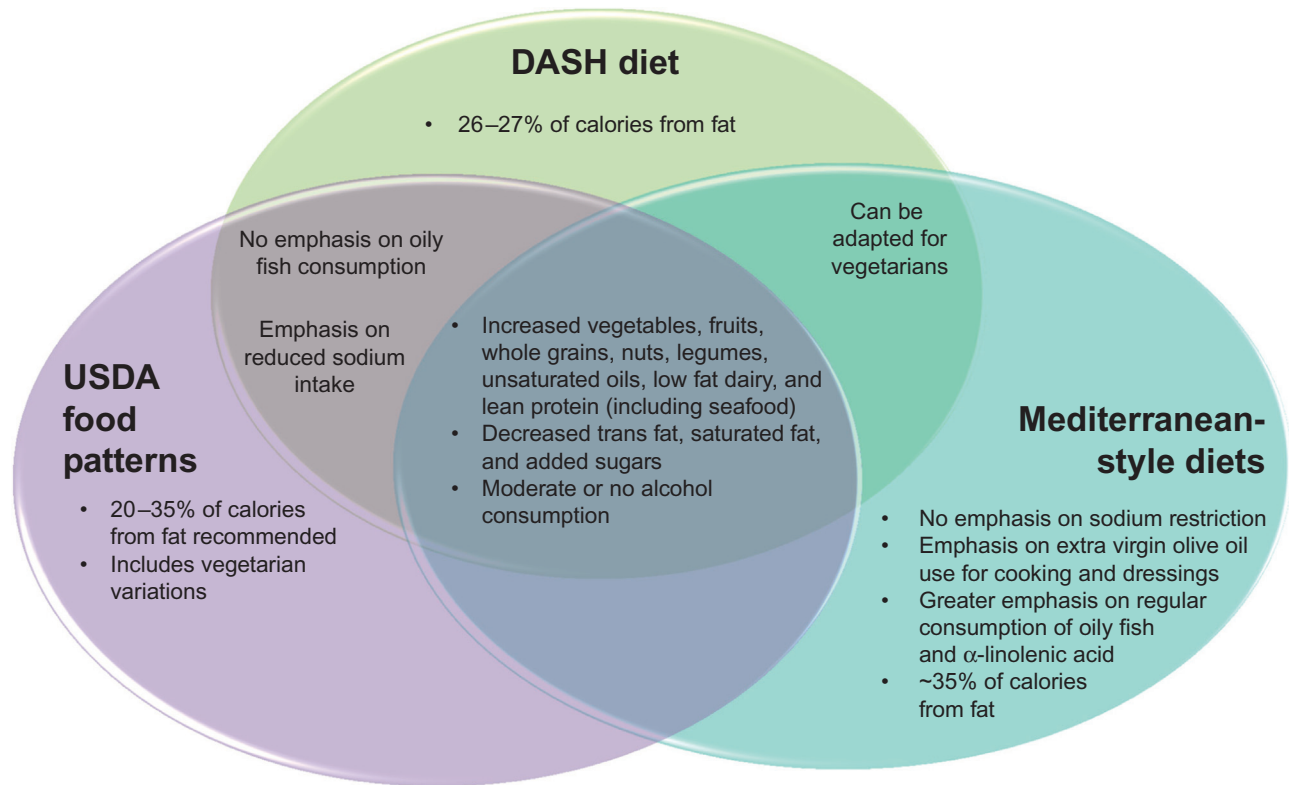 DASH diet
• 26–27% of calories from fat
No emphasis on oily
fish consumption
Emphasis on
reduced sodium
intake
Can be
adapted for
vegetarians
• Increased vegetables, fruits,
whole grains, nuts, legumes,
unsaturated oils, low fat dairy, and
lean protein (including seafood)
• Decreased trans fat, saturated fat,
and added sugars
• Moderate or no alcohol
consumption
USDA
food
patterns
• 20–35% of calories
from fat recommended
• Includes vegetarian
variations
Mediterranean-
style diets
• No emphasis on sodium restriction
• Emphasis on extra virgin olive oil
use for cooking and dressings
• Greater emphasis on regular
consumption of oily fish
and α-linolenic acid
• ~35% of calories
from fat